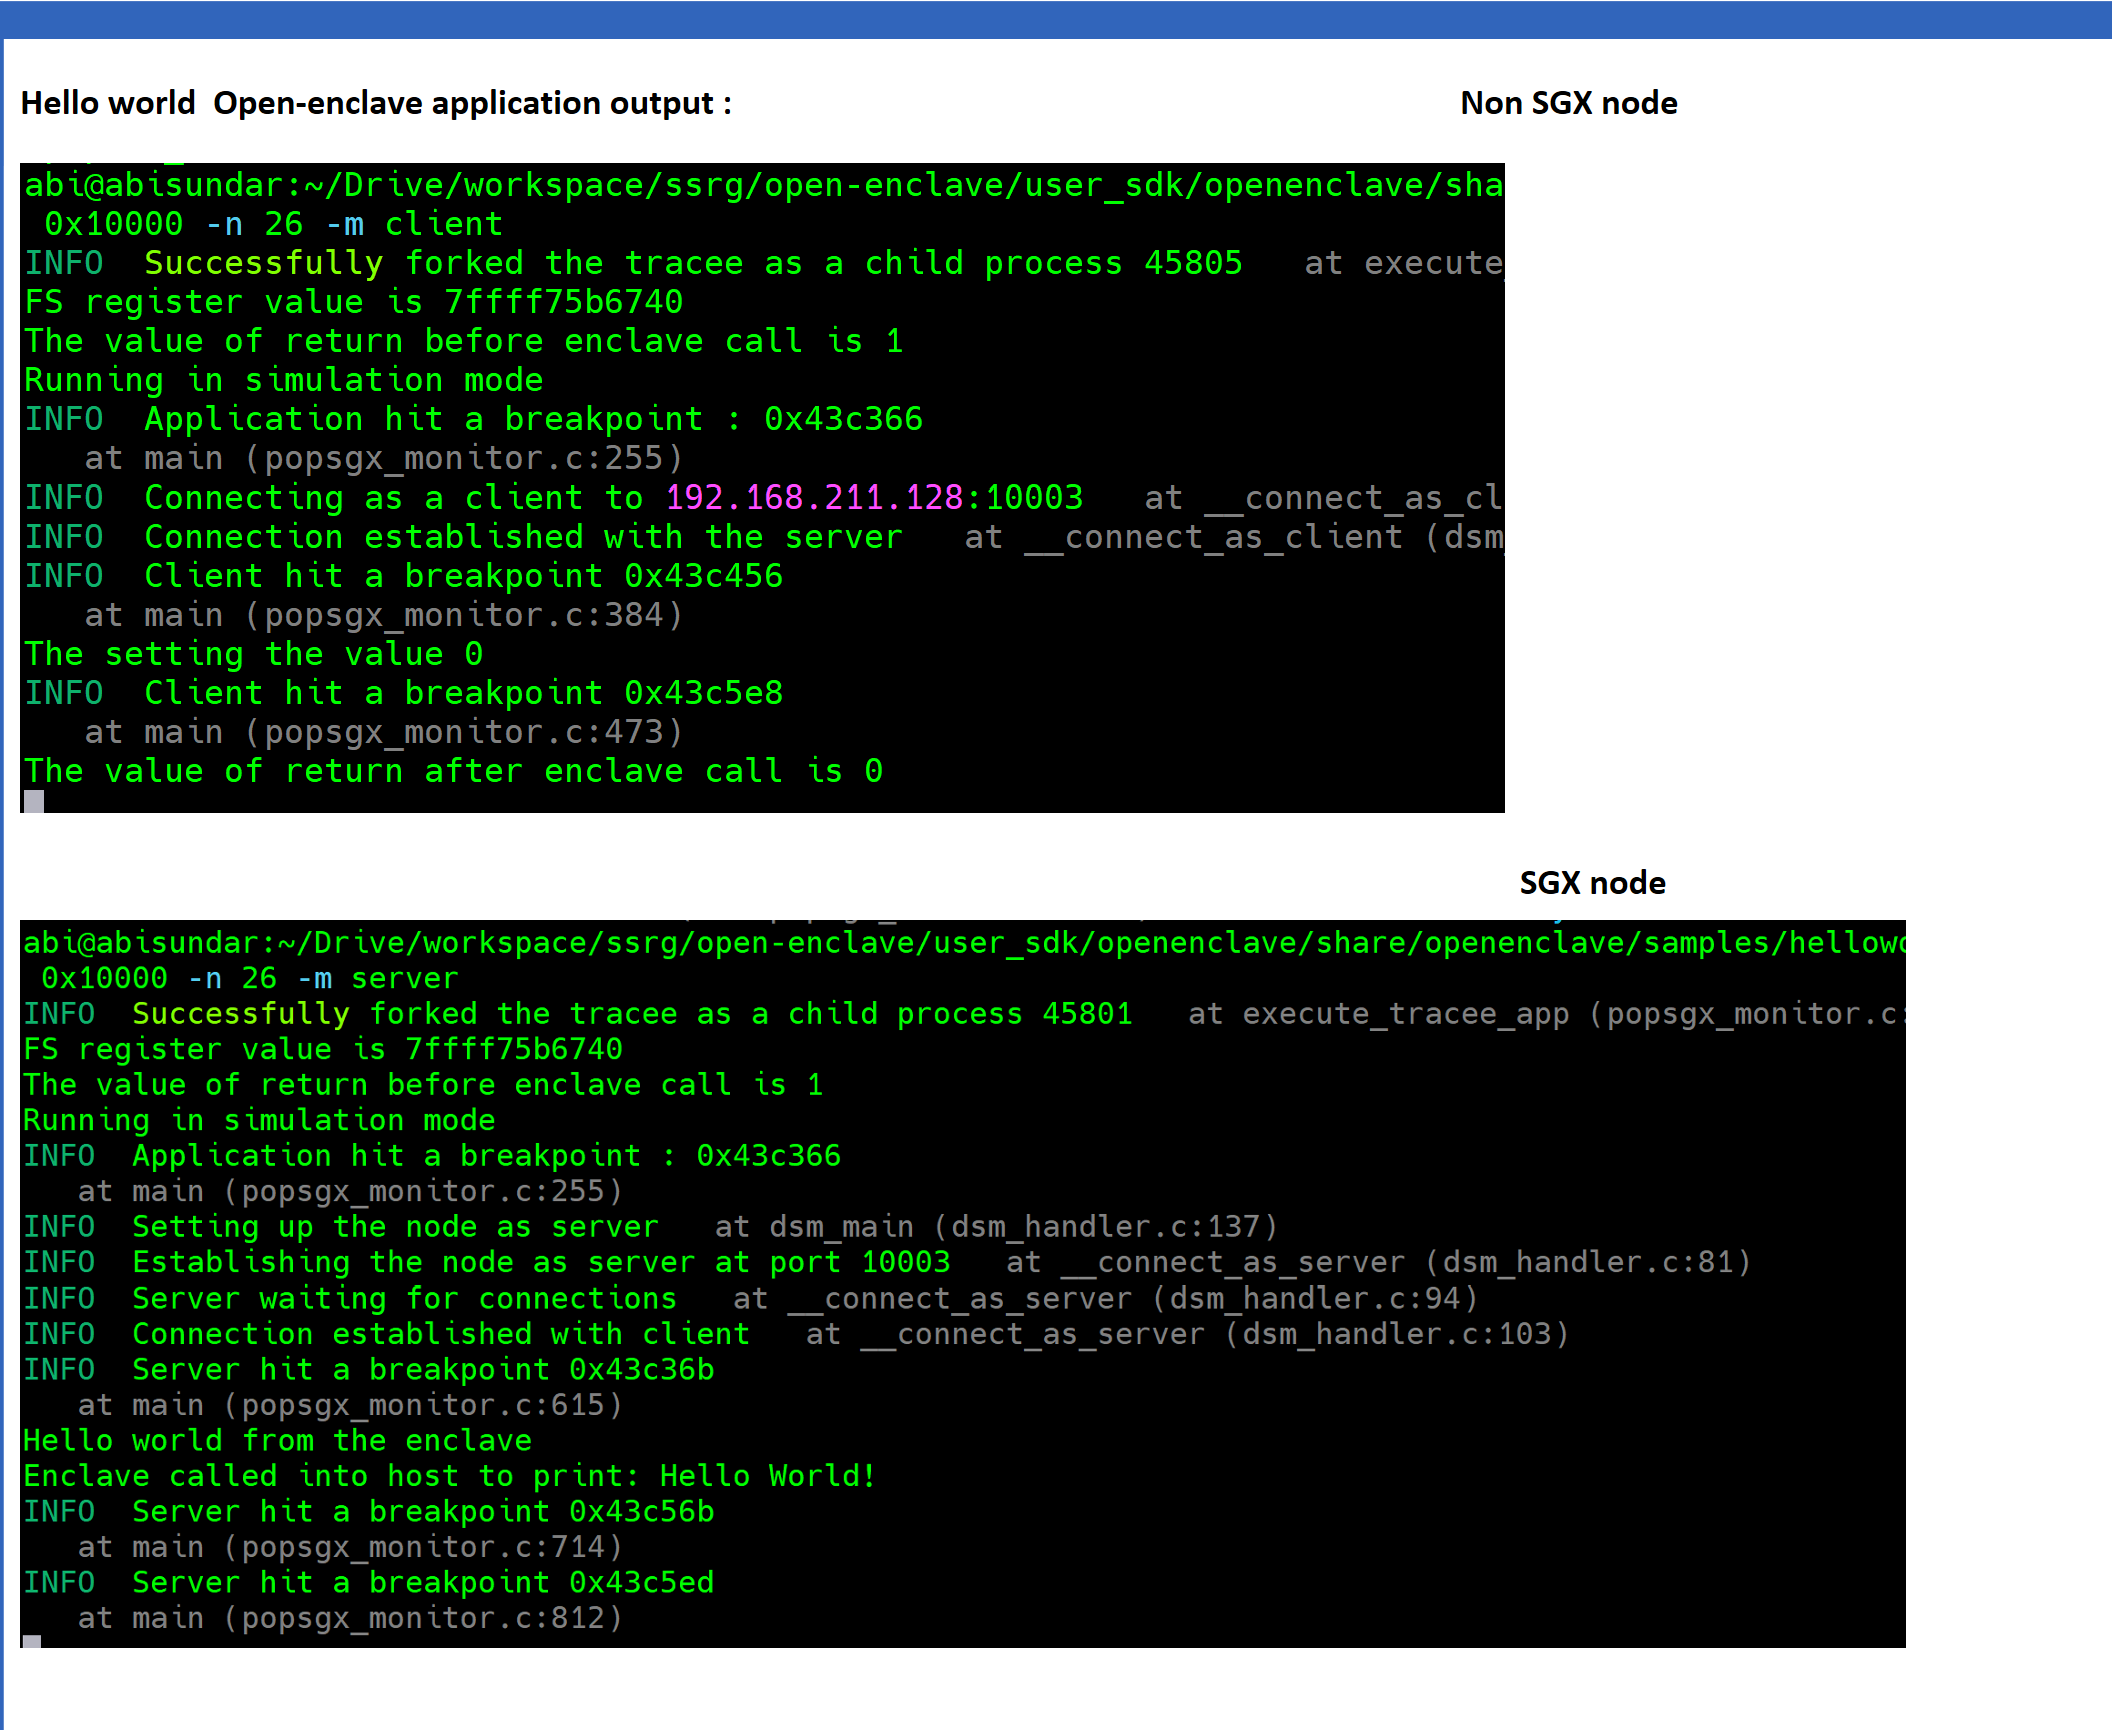 Hello world  Open-enclave application output :
Non SGX node
abi@abisundar:~/Drive/workspace/ssrg/open-enclave/user_sdk/openenclave/sha
0x10000 -n 26 -m client
INFO  Successfully forked the tracee as a child process 45805   at execute
FS register value is 7ffff75b6740
The value of return before enclave call is 1
Running in simulation mode
INFO  Application hit a breakpoint : 0x43c366
at main (popsgx_monitor.c:255)
INFO  Connecting as a client to 192.168.211.128:10003   at __connect_as_cl
INFO  Connection established with the server   at __connect_as_client (dsm
INFO  Client hit a breakpoint 0x43c456
at main (popsgx_monitor.c:384)
The setting the value 0
INFO  Client hit a breakpoint 0x43c5e8
at main (popsgx_monitor.c:473)
The value of return after enclave call is 0
SGX node
abi@abisundar:~/Drive/workspace/ssrg/open-enclave/user_sdk/openenclave/share/openenclave/samples/hellow
0x10000 -n 26 -m server
INFO  Successfully forked the tracee as a child process 45801   at execute_tracee_app (popsgx_monitor.c:
FS register value is 7ffff75b6740
The value of return before enclave call is 1
Running in simulation mode
INFO  Application hit a breakpoint : 0x43c366
at main (popsgx_monitor.c:255)
INFO  Setting up the node as server   at dsm_main (dsm_handler.c:137)
INFO  Establishing the node as server at port 10003   at __connect_as_server (dsm_handler.c:81)
INFO  Server waiting for connections   at __connect_as_server (dsm_handler.c:94)
INFO  Connection established with client   at __connect_as_server (dsm_handler.c:103)
INFO  Server hit a breakpoint 0x43c36b
at main (popsgx_monitor.c:615)
Hello world from the enclave
Enclave called into host to print: Hello World!
INFO  Server hit a breakpoint 0x43c56b
at main (popsgx_monitor.c:714)
INFO  Server hit a breakpoint 0x43c5ed
at main (popsgx_monitor.c:812)